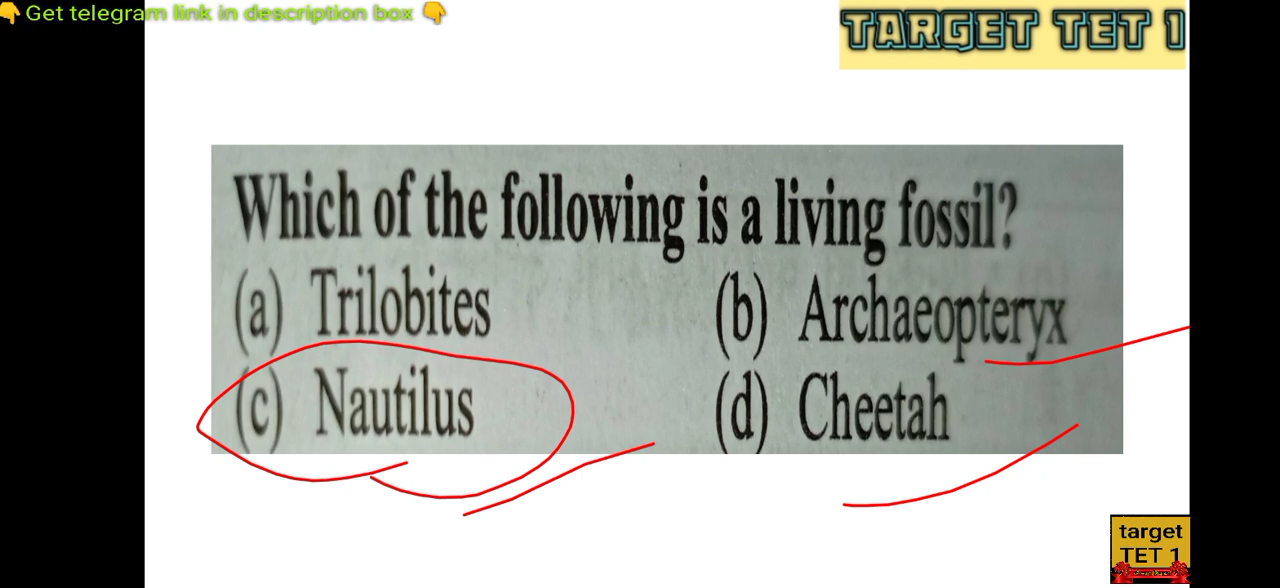 👇 Get telegram link in description box 👇
TARGET TET 1
Which of the following is a living fossil?
(a) Trilobites (b) Archaeopteryx
(c) Nautilus (d) Cheetah
target
TET 1